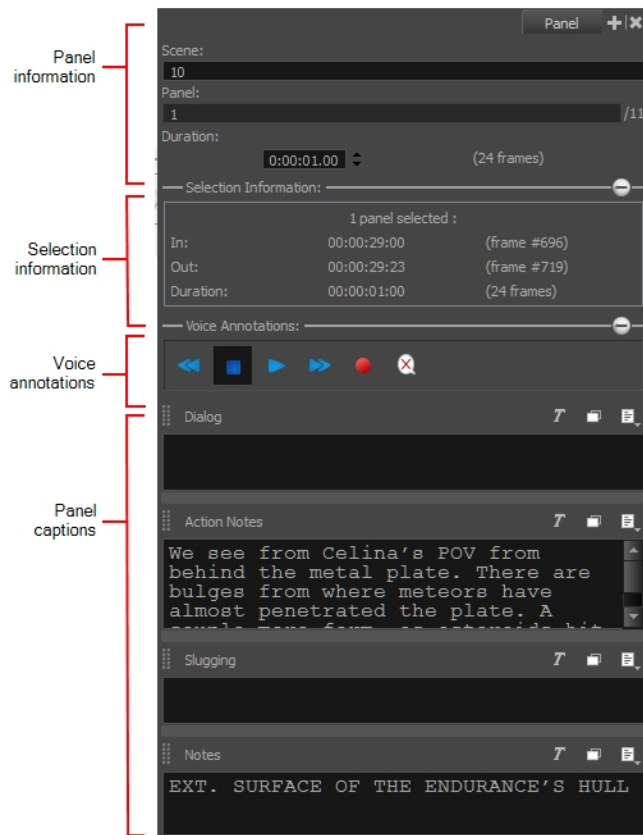 Panel
Scene:
Panel information
10
Panel:
1 /11
Duration:
0:00:01.00 (24 frames)
Selection Information:
1 panel selected :
In: 00:00:29:00 (frame #696)
Selection information
Out: 00:00:29:23 (frame #719)
Duration: 00:00:01:00 (24 frames)
Voice Annotations:
Voice annotations
Dialog
Panel captions
Action Notes
We see from Celina's POV from
behind the metal plate. There are
bulges from where meteors have
almost penetrated the plate. A
Slugging
Notes
EXT. SURFACE OF THE ENDURANCE'S HULL